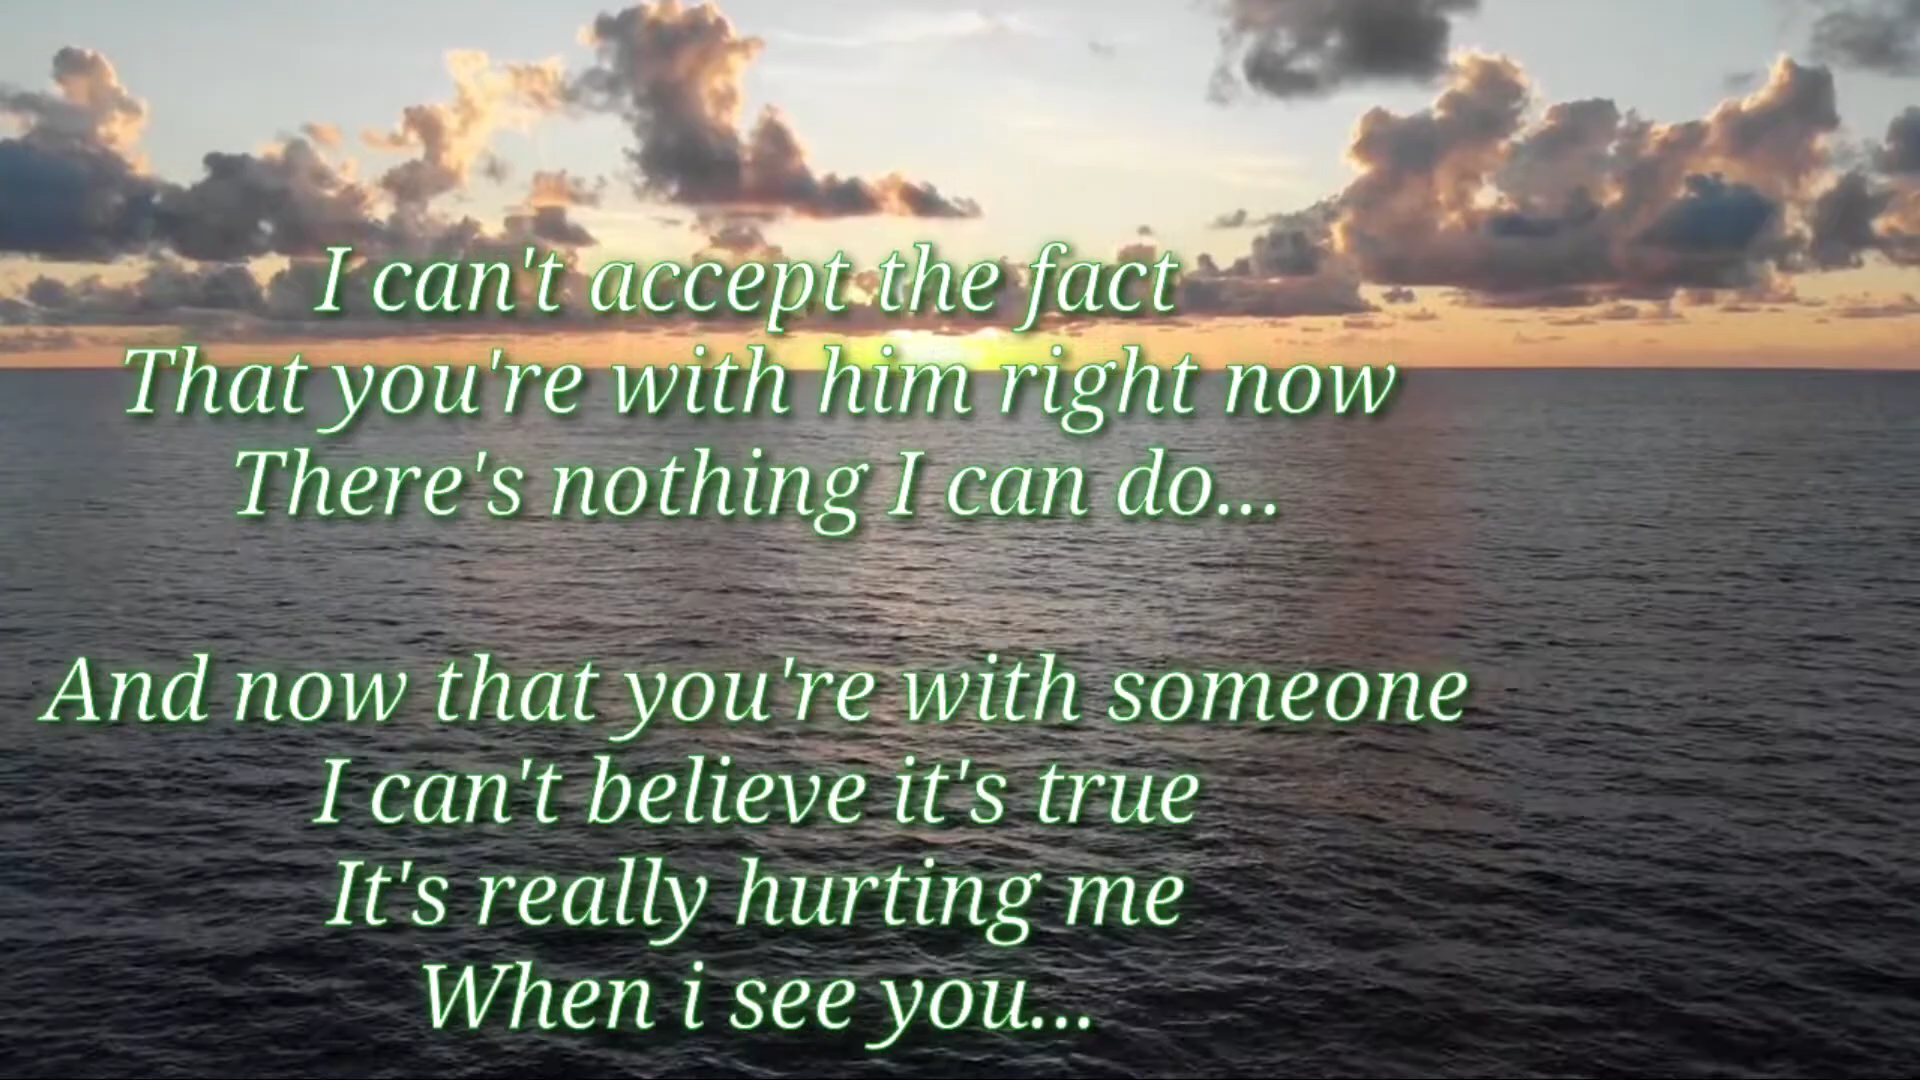 I can't accept the fact
That you're with him right now
There's nothing I can do...
And now that you're with someone
I can't believe it's true
It's really hurting me
When i see you...